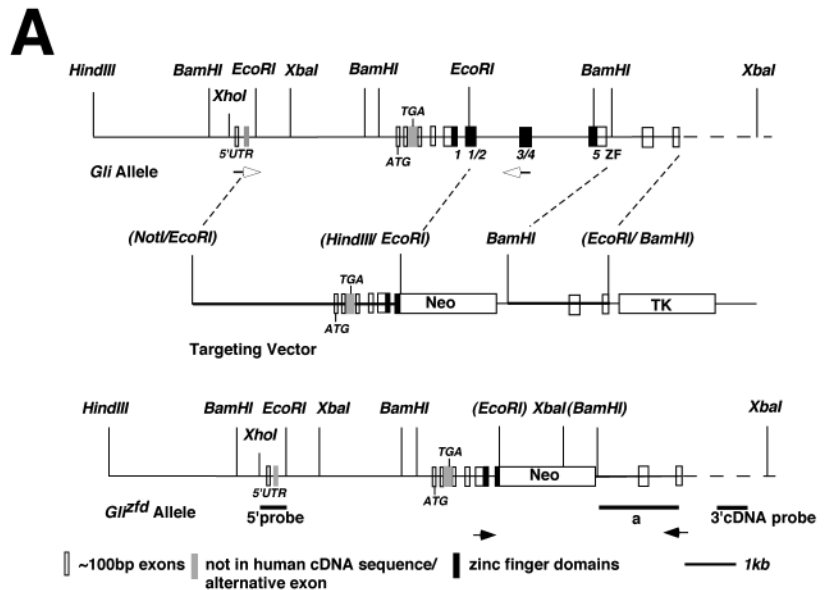 A
HindIII BamHI EcoRI XbaI BamHI EcoRI BamHI XbaI
XhoI
TGA
5'UTR ATG 1 1/2 3/4 5 ZF
Gli Allele
(NotI/EcoRI) (HindIII/ EcoRI) BamHI (EcoRI/ BamHI)
TGA
Neo TK
ATG
Targeting Vector
HindIII BamHI EcoRI XbaI BamHI (EcoRI) XbaI (BamHI) XbaI
XhoI
TGA
Neo
5'UTR ATG
Glizfd Allele 5'probe a 3'cDNA probe
~100bp exons not in human cDNA sequence/ zinc finger domains 1kb
alternative exon